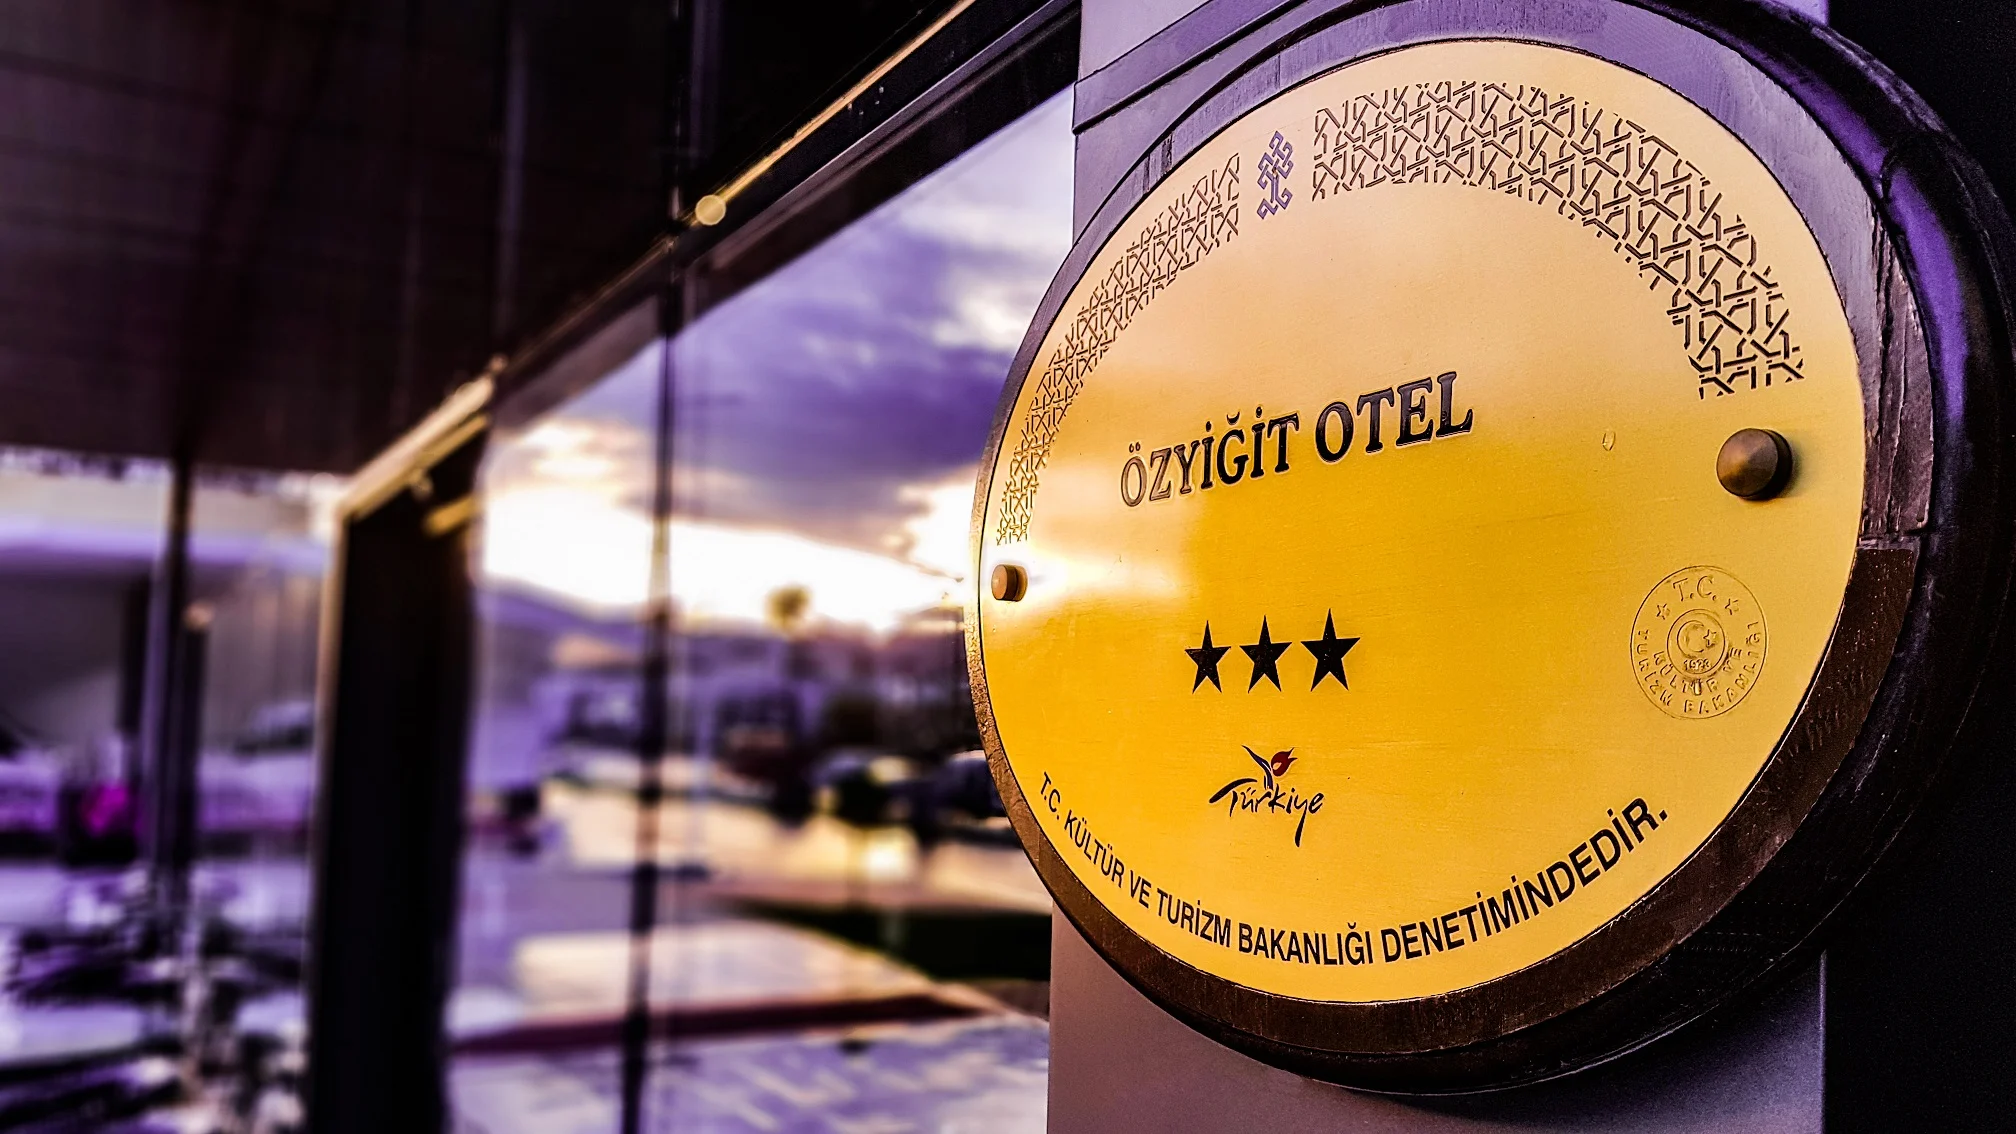 ÖZYİĞİT OTEL
★★★
T.C.
1923
KÜLTÜR VE
TURİZM BAKANLIĞI
Türkiye
T.C. KÜLTÜR VE TURİZM BAKANLIĞI DENETİMİNDEDİR.